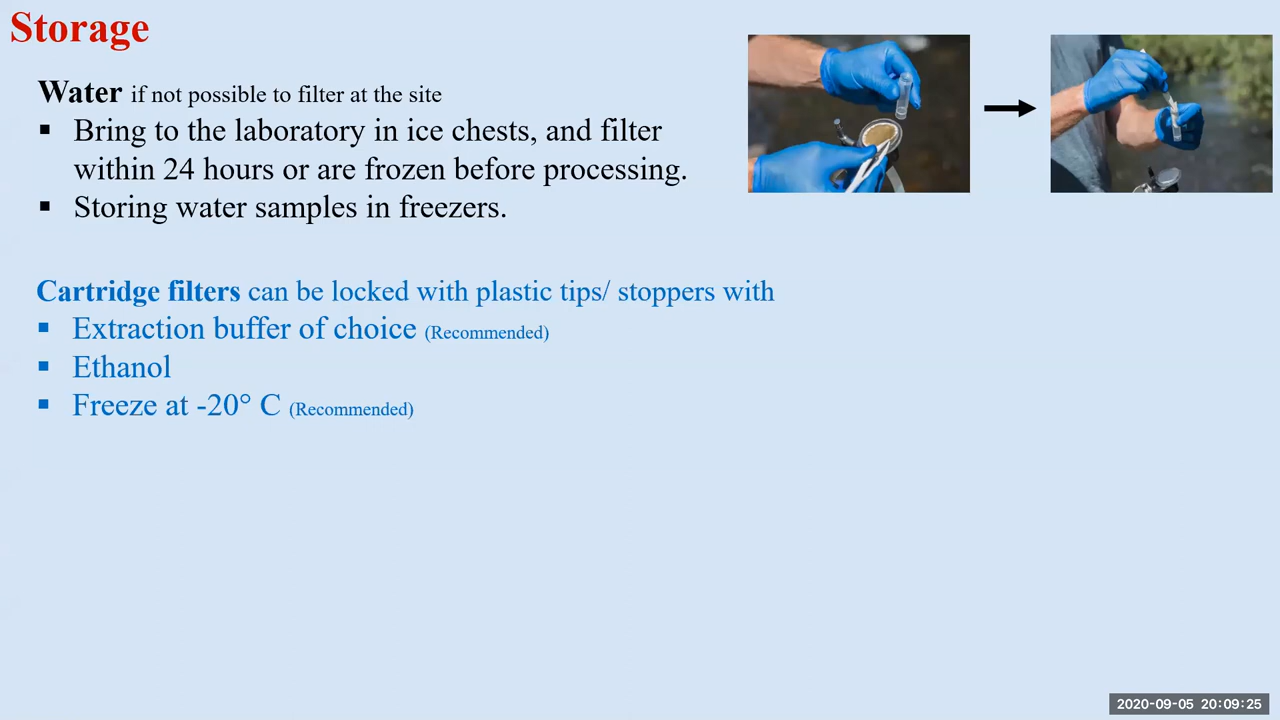 Storage
Water if not possible to filter at the site
▪ Bring to the laboratory in ice chests, and filter
within 24 hours or are frozen before processing.
▪ Storing water samples in freezers.
Cartridge filters can be locked with plastic tips/ stoppers with
▪ Extraction buffer of choice (Recommended)
▪ Ethanol
▪ Freeze at -20° C (Recommended)
2020-09-05 20:09:25